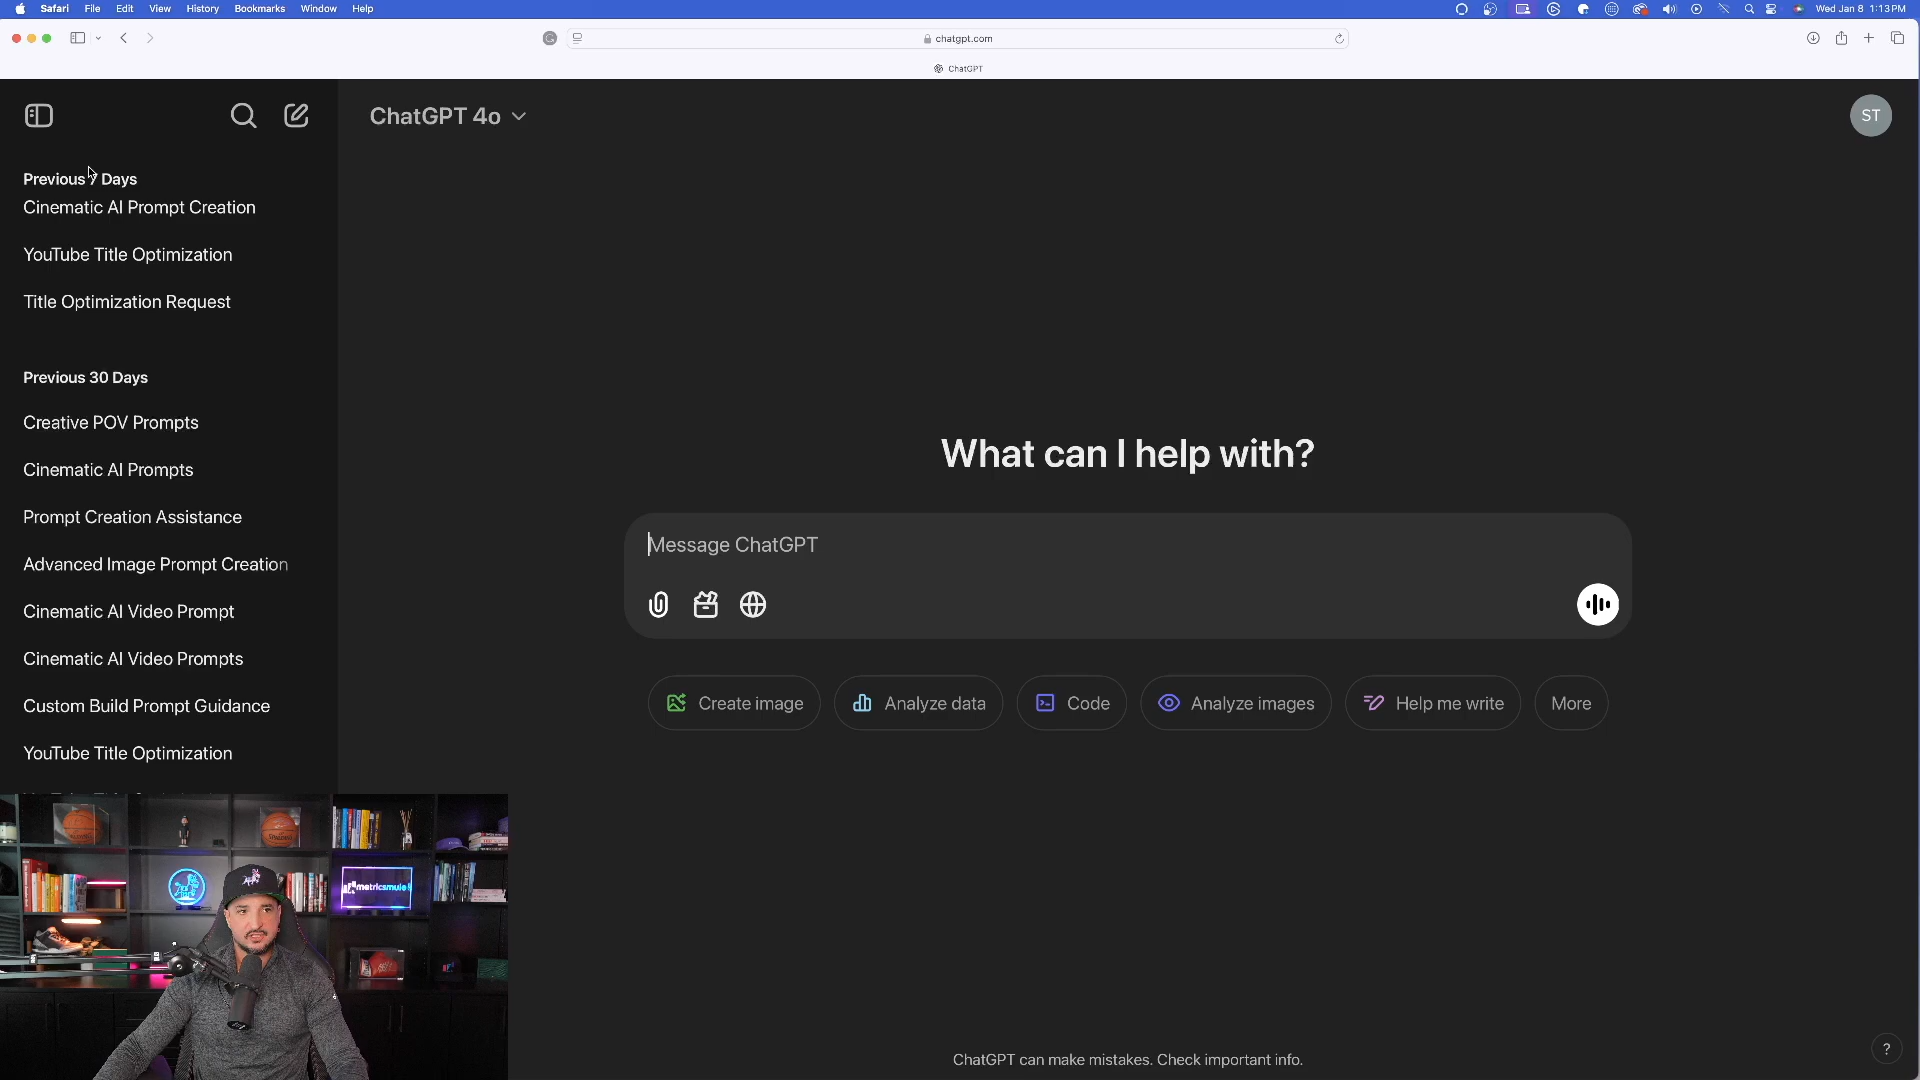 Safari File Edit View History Bookmarks Window Help
Wed Jan 8 1:13 PM
chatgpt.com
ChatGPT
ChatGPT 4o
ST
Previous 7 Days
Cinematic AI Prompt Creation
YouTube Title Optimization
Title Optimization Request
Previous 30 Days
Creative POV Prompts
Cinematic AI Prompts
Prompt Creation Assistance
Advanced Image Prompt Creation
Cinematic AI Video Prompt
Cinematic AI Video Prompts
Custom Build Prompt Guidance
YouTube Title Optimization
What can I help with?
Message ChatGPT
Create image
Analyze data
Code
Analyze images
Help me write
More
metricsmule
SPALDING
ChatGPT can make mistakes. Check important info.
?